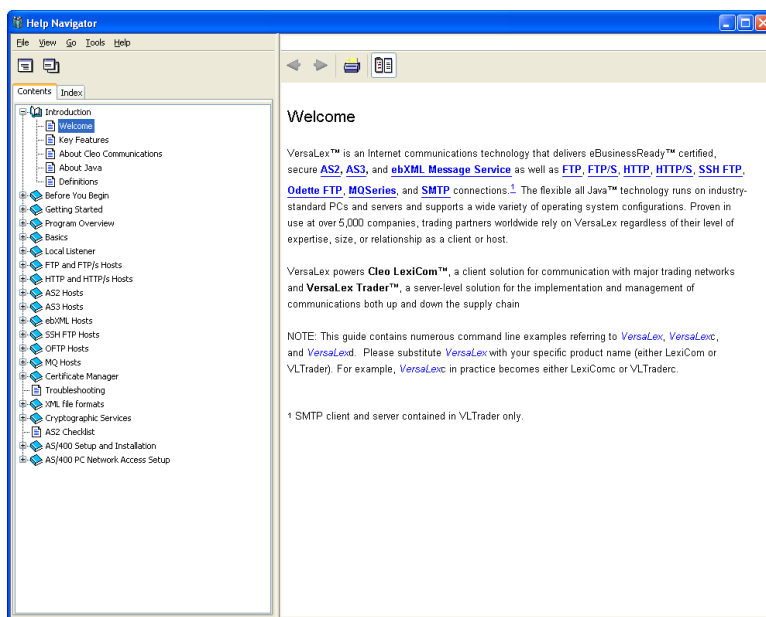 Help Navigator
File View Go Tools Help
Contents Index
Introduction
Welcome
Key Features
About Cleo Communications
About Java
Definitions
Before You Begin
Getting Started
Program Overview
Basics
Local Listener
FTP and FTP/s Hosts
HTTP and HTTP/s Hosts
AS2 Hosts
AS3 Hosts
ebXML Hosts
SSH FTP Hosts
OFTP Hosts
MQ Hosts
Certificate Manager
Troubleshooting
XML file formats
Cryptographic Services
AS2 Checklist
AS/400 Setup and Installation
AS/400 PC Network Access Setup
Welcome
VersaLex™ is an Internet communications technology that delivers eBusinessReady™ certified,
secure AS2, AS3, and ebXML Message Service as well as FTP, FTP/S, HTTP, HTTP/S, SSH FTP,
Odette FTP, MQSeries, and SMTP connections.¹ The flexible all Java™ technology runs on industry-
standard PCs and servers and supports a wide variety of operating system configurations. Proven in
use at over 5,000 companies, trading partners worldwide rely on VersaLex regardless of their level of
expertise, size, or relationship as a client or host.
VersaLex powers Cleo LexiCom™, a client solution for communication with major trading networks
and VersaLex Trader™, a server-level solution for the implementation and management of
communications both up and down the supply chain
NOTE: This guide contains numerous command line examples referring to VersaLex, VersaLexc,
and VersaLexd. Please substitute VersaLex with your specific product name (either LexiCom or
VLTrader). For example, VersaLexc in practice becomes either LexiComc or VLTraderc.
¹ SMTP client and server contained in VLTrader only.